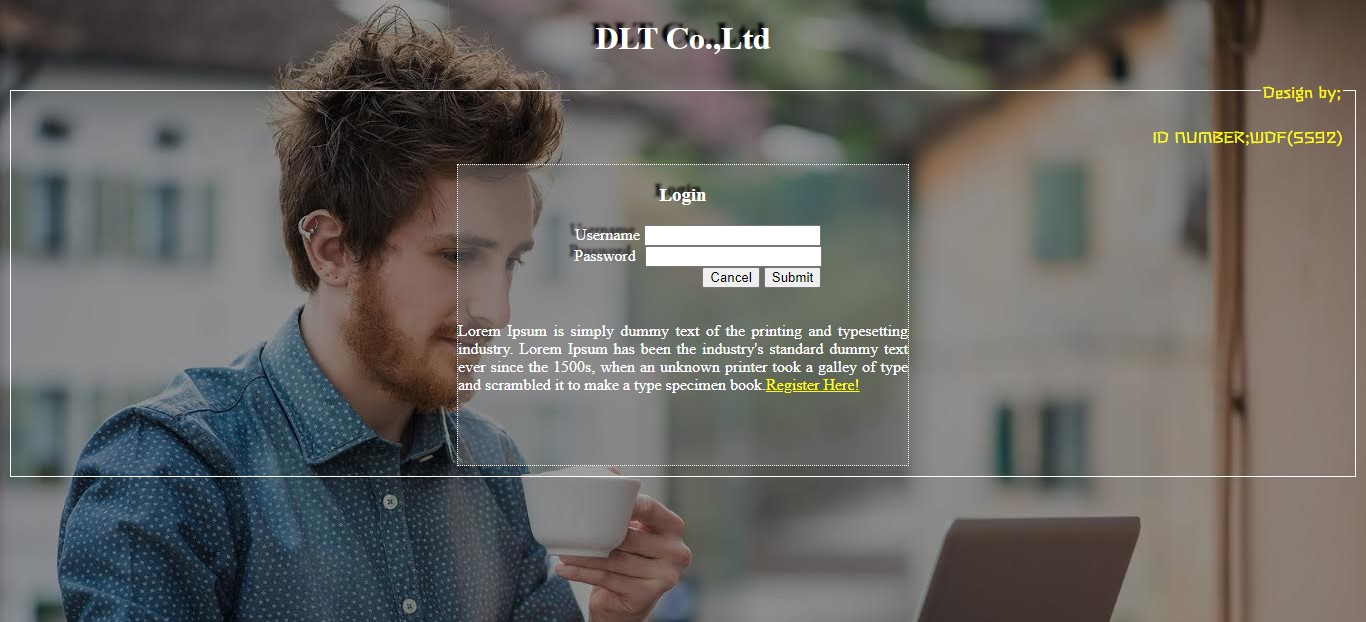 DLT Co.,Ltd
Design by;
ID NUMBER;WDF(5592)
Login
Username
Password
Cancel Submit
Lorem Ipsum is simply dummy text of the printing and typesetting
industry. Lorem Ipsum has been the industry's standard dummy text
ever since the 1500s, when an unknown printer took a galley of type
and scrambled it to make a type specimen book.Register Here!